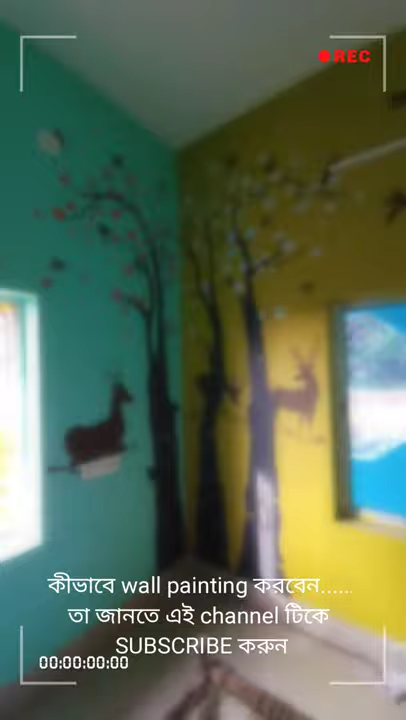 REC
কীভাবে wall painting করবেন......
তা জানতে এই channel টিকে
SUBSCRIBE করুন
00:00:00:00